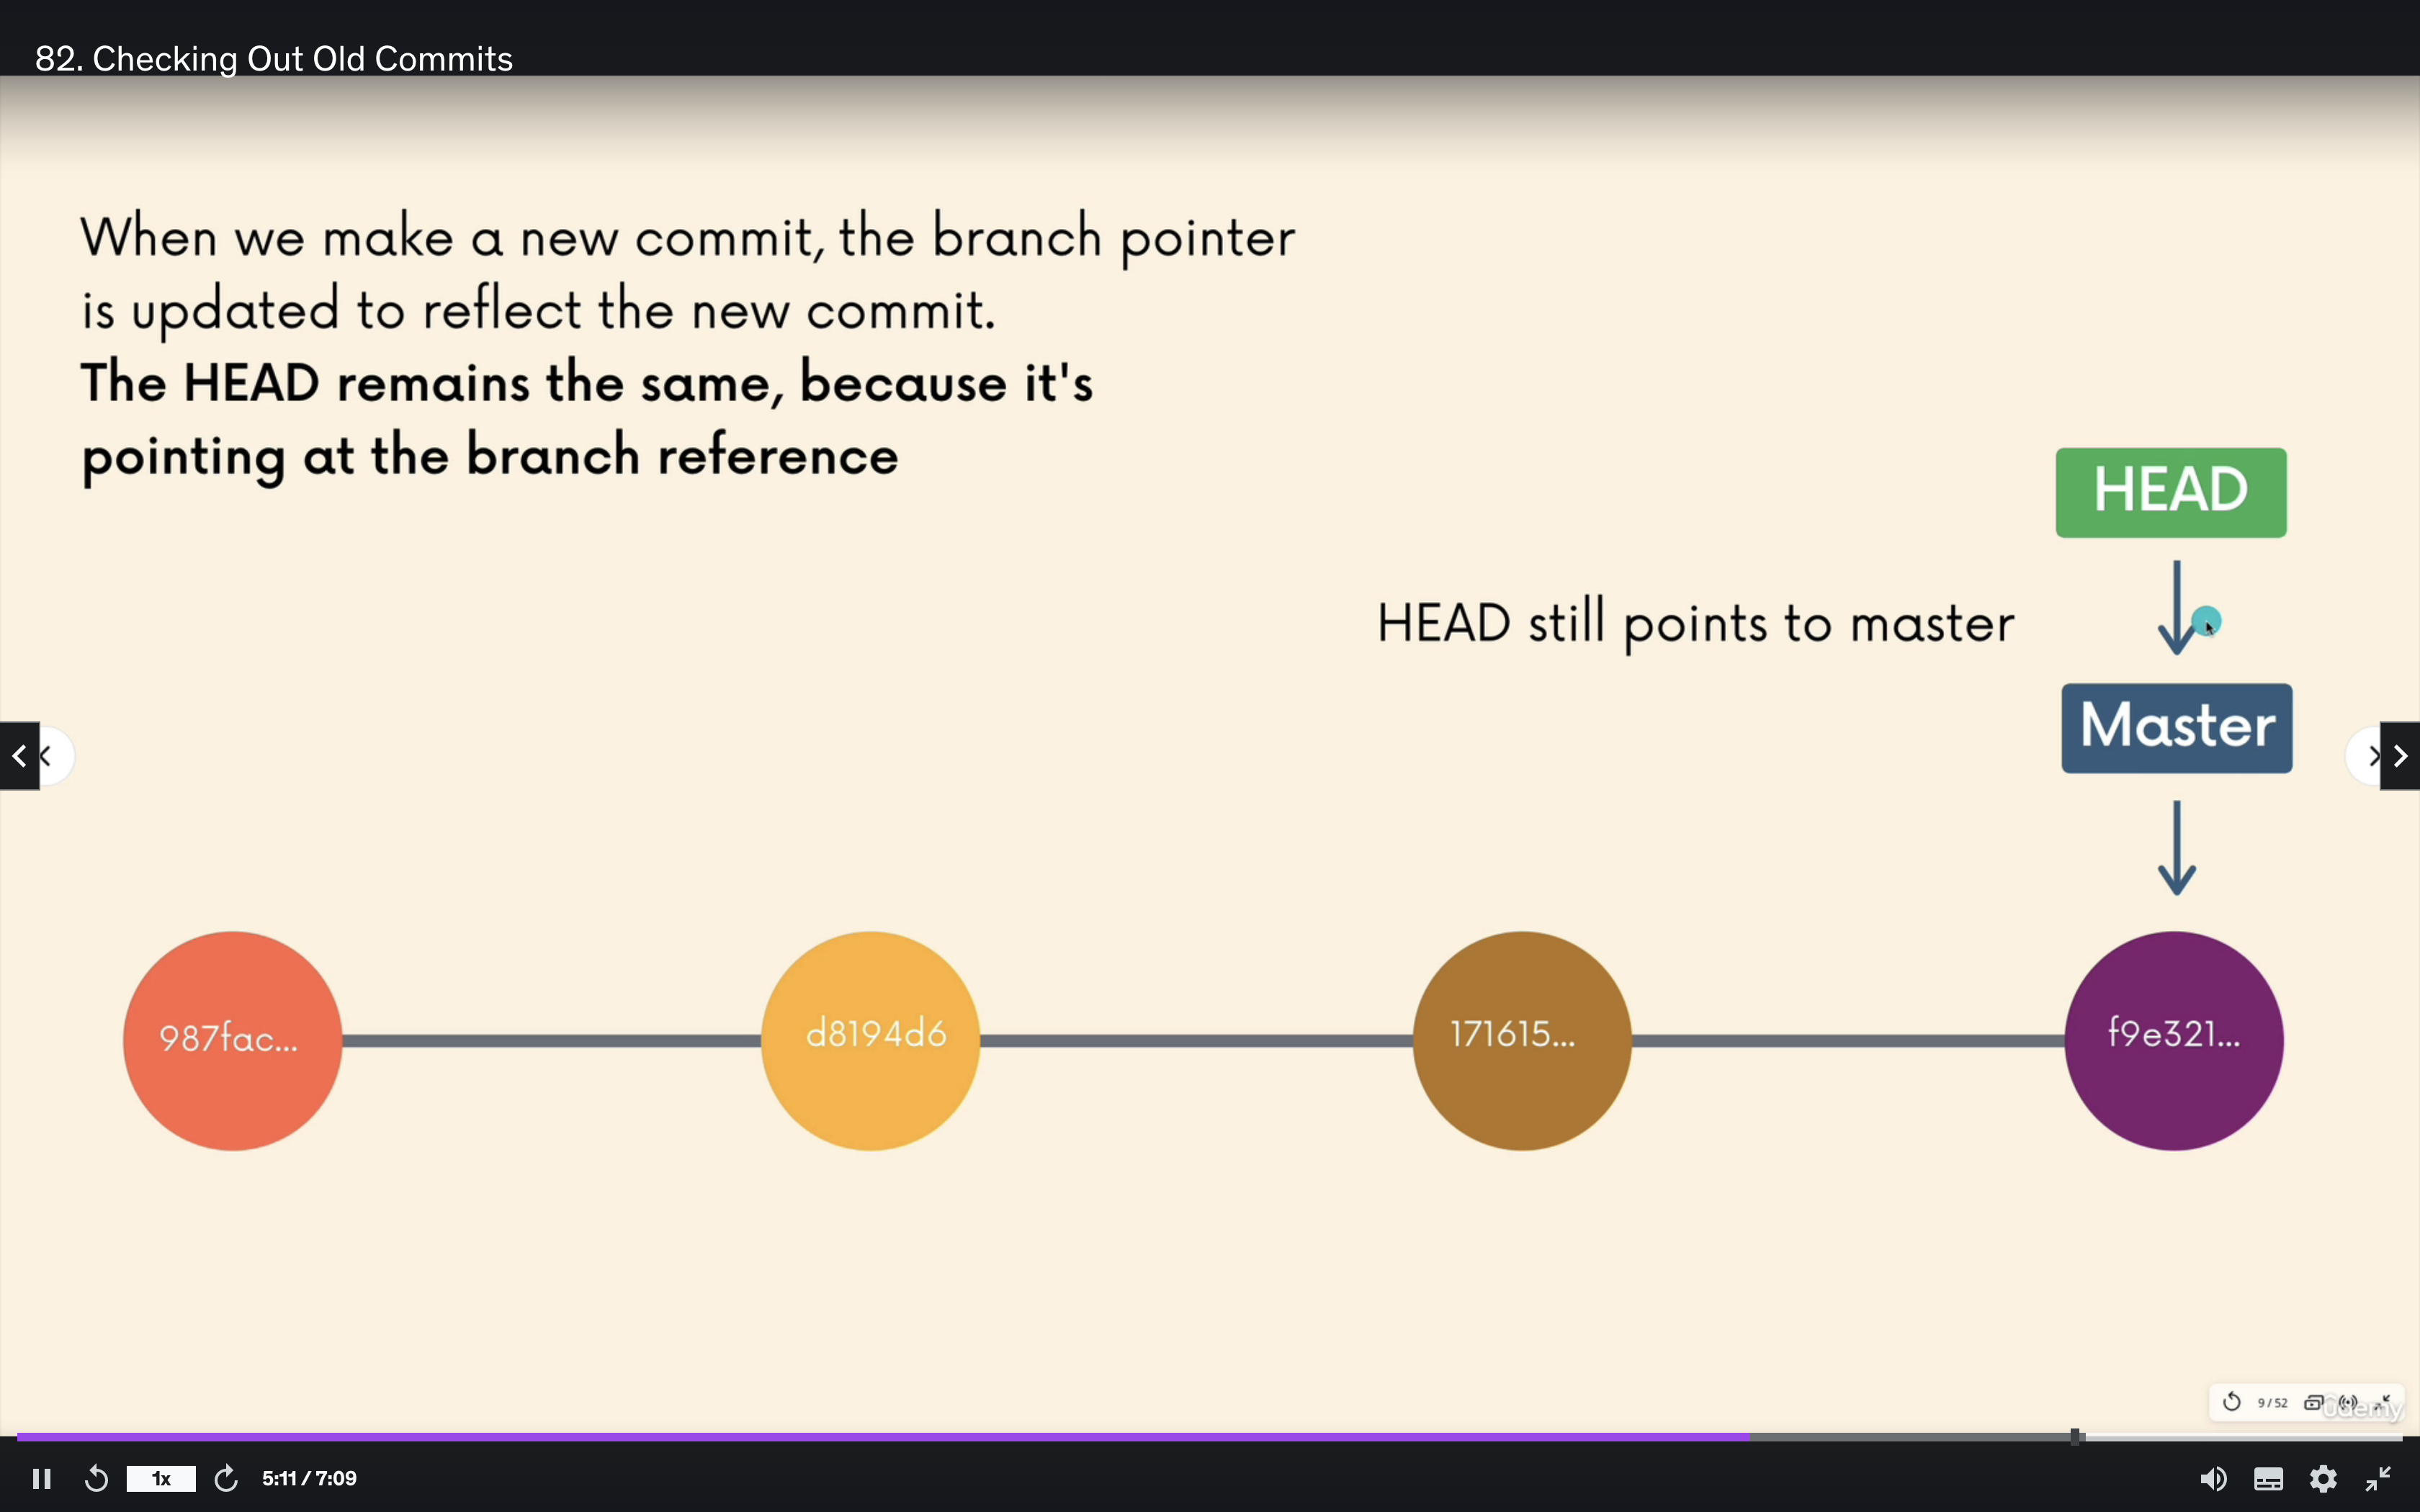 82. Checking Out Old Commits
When we make a new commit, the branch pointer
is updated to reflect the new commit.
The HEAD remains the same, because it's
pointing at the branch reference
HEAD
HEAD still points to master
Master
987fac...
d8194d6
171615...
f9e321...
9 / 52
udemy
1x
5:11 / 7:09